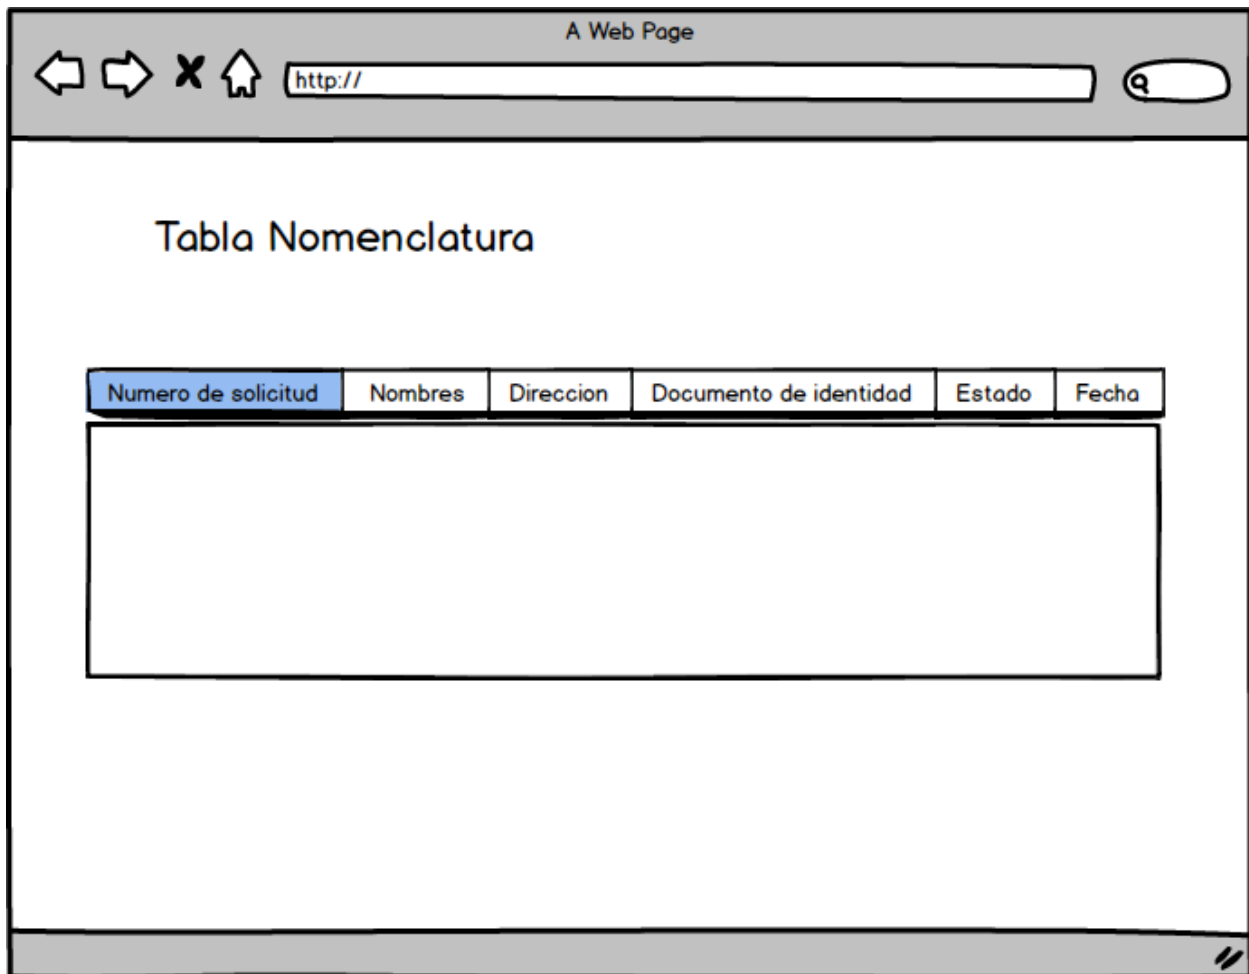 A Web Page
http://
Tabla Nomenclatura
Numero de solicitud Nombres Direccion Documento de identidad Estado Fecha